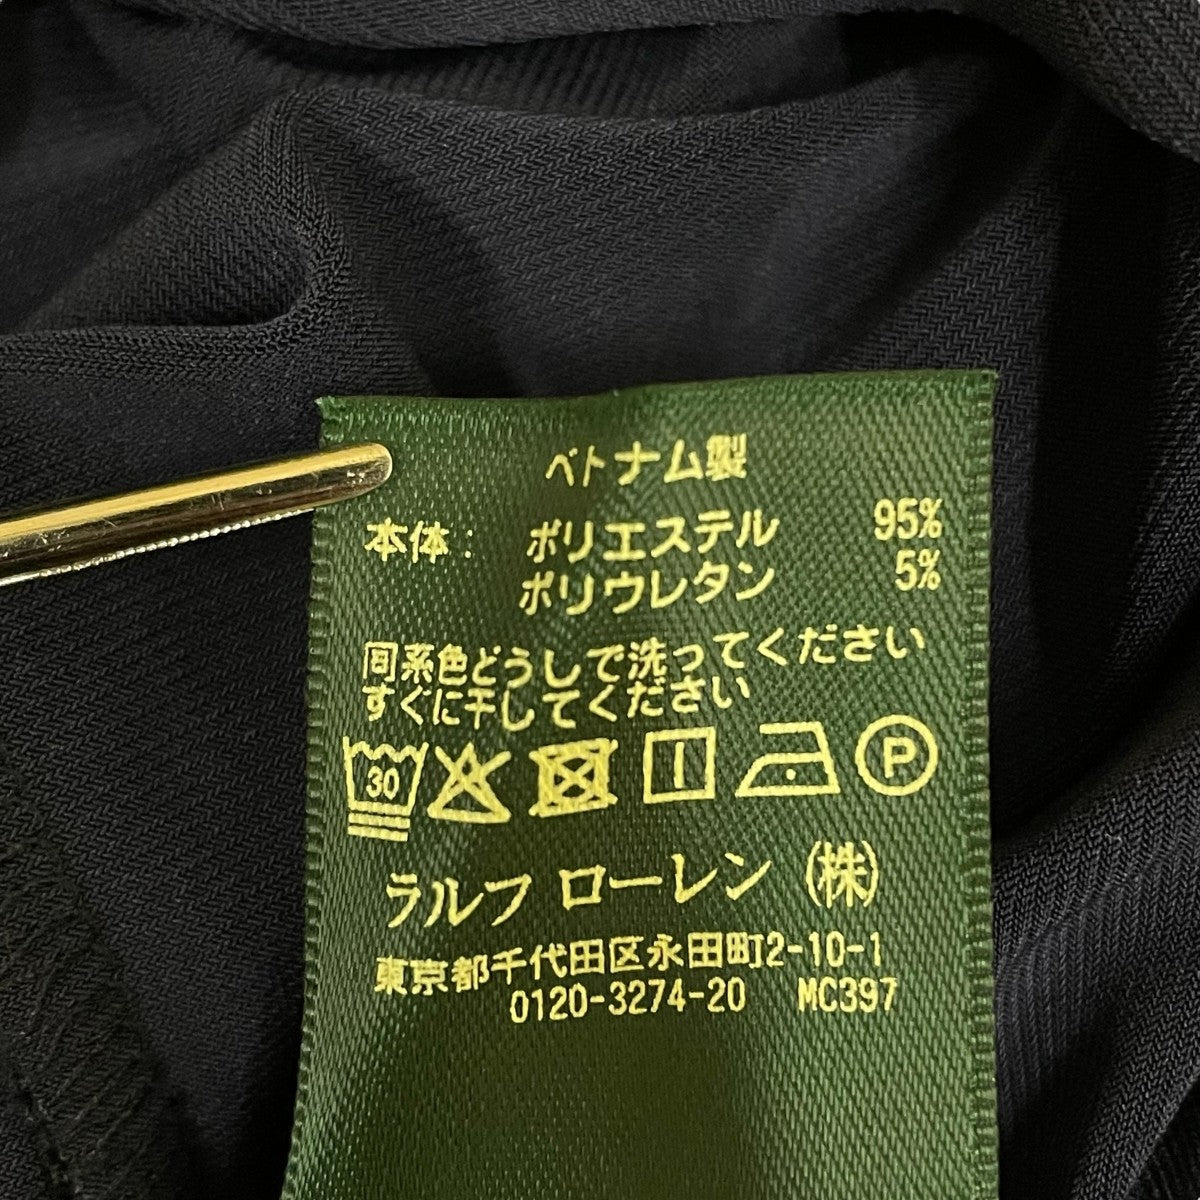 ベトナム製
本体: ポリエステル 95%
ポリウレタン 5%
同系色どうしで洗ってください
すぐに干してください
30 P
ラルフ ローレン (株)
東京都千代田区永田町2-10-1
0120-3274-20 MC397